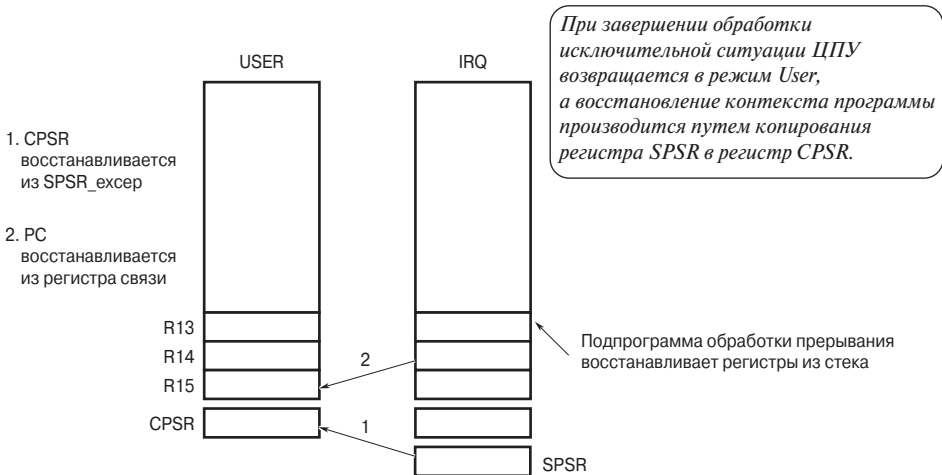 USER
IRQ
При завершении обработки
исключительной ситуации ЦПУ
возвращается в режим User,
а восстановление контекста программы
производится путем копирования
регистра SPSR в регистр CPSR.
1. CPSR
восстанавливается
из SPSR_excep
2. PC
восстанавливается
из регистра связи
R13
R14
R15
CPSR
2
1
Подпрограмма обработки прерывания
восстанавливает регистры из стека
SPSR